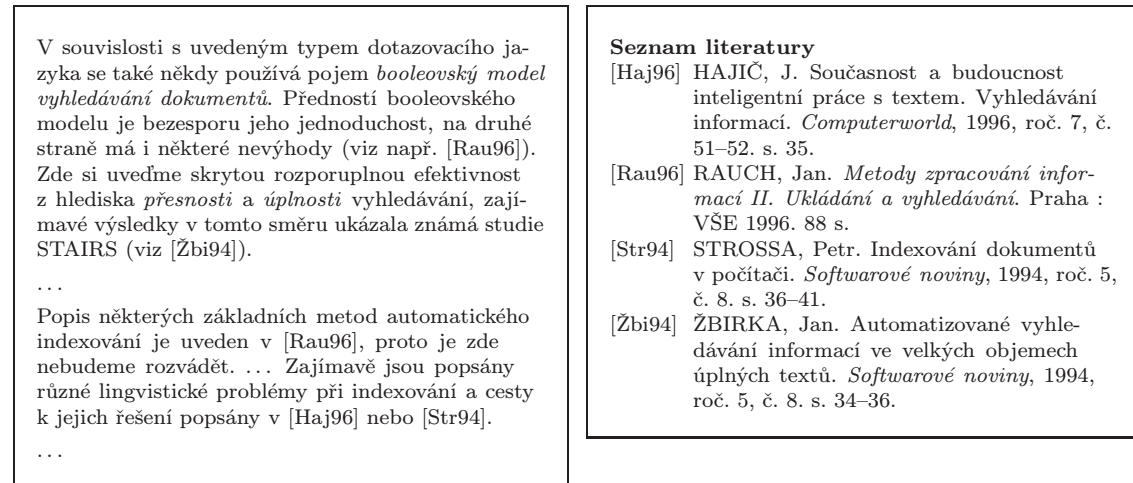 V souvislosti s uvedeným typem dotazovacího ja-
zyka se také někdy používá pojem booleovský model
vyhledávání dokumentů. Předností booleovského
modelu je bezesporu jeho jednoduchost, na druhé
straně má i některé nevýhody (viz např. [Rau96]).
Zde si uveďme skrytou rozporuplnou efektivnost
z hlediska přesnosti a úplnosti vyhledávání, zají-
mavé výsledky v tomto směru ukázala známá studie
STAIRS (viz [Žbi94]).
...
Popis některých základních metod automatického
indexování je uveden v [Rau96], proto je zde
nebudeme rozvádět. ... Zajímavě jsou popsány
různé lingvistické problémy při indexování a cesty
k jejich řešení popsány v [Haj96] nebo [Str94].
...
Seznam literatury
[Haj96] HAJIČ, J. Současnost a budoucnost
inteligentní práce s textem. Vyhledávání
informací. Computerworld, 1996, roč. 7, č.
51–52. s. 35.
[Rau96] RAUCH, Jan. Metody zpracování infor-
mací II. Ukládání a vyhledávání. Praha :
VŠE 1996. 88 s.
[Str94] STROSSA, Petr. Indexování dokumentů
v počítači. Softwarové noviny, 1994, roč. 5,
č. 8. s. 36–41.
[Žbi94] ŽBIRKA, Jan. Automatizované vyhle-
dávání informací ve velkých objemech
úplných textů. Softwarové noviny, 1994,
roč. 5, č. 8. s. 34–36.